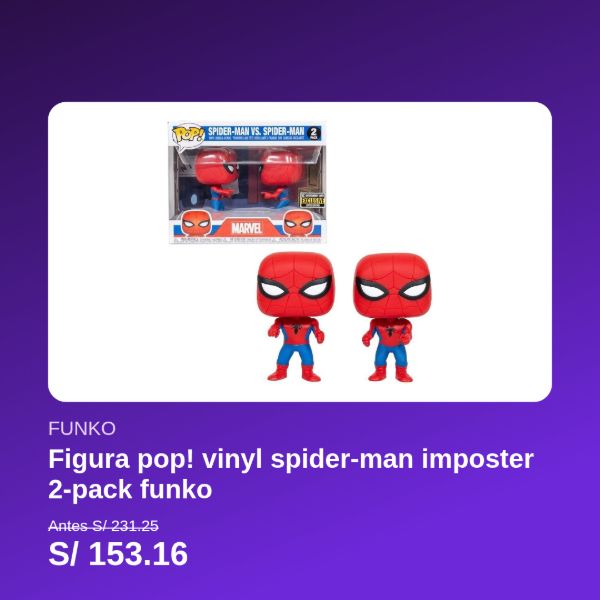 POP!
SPIDER-MAN VS. SPIDER-MAN
2
PACK
EXCLUSIVE
MARVEL
FUNKO
Figura pop! vinyl spider-man imposter
2-pack funko
Antes S/ 231.25
S/ 153.16